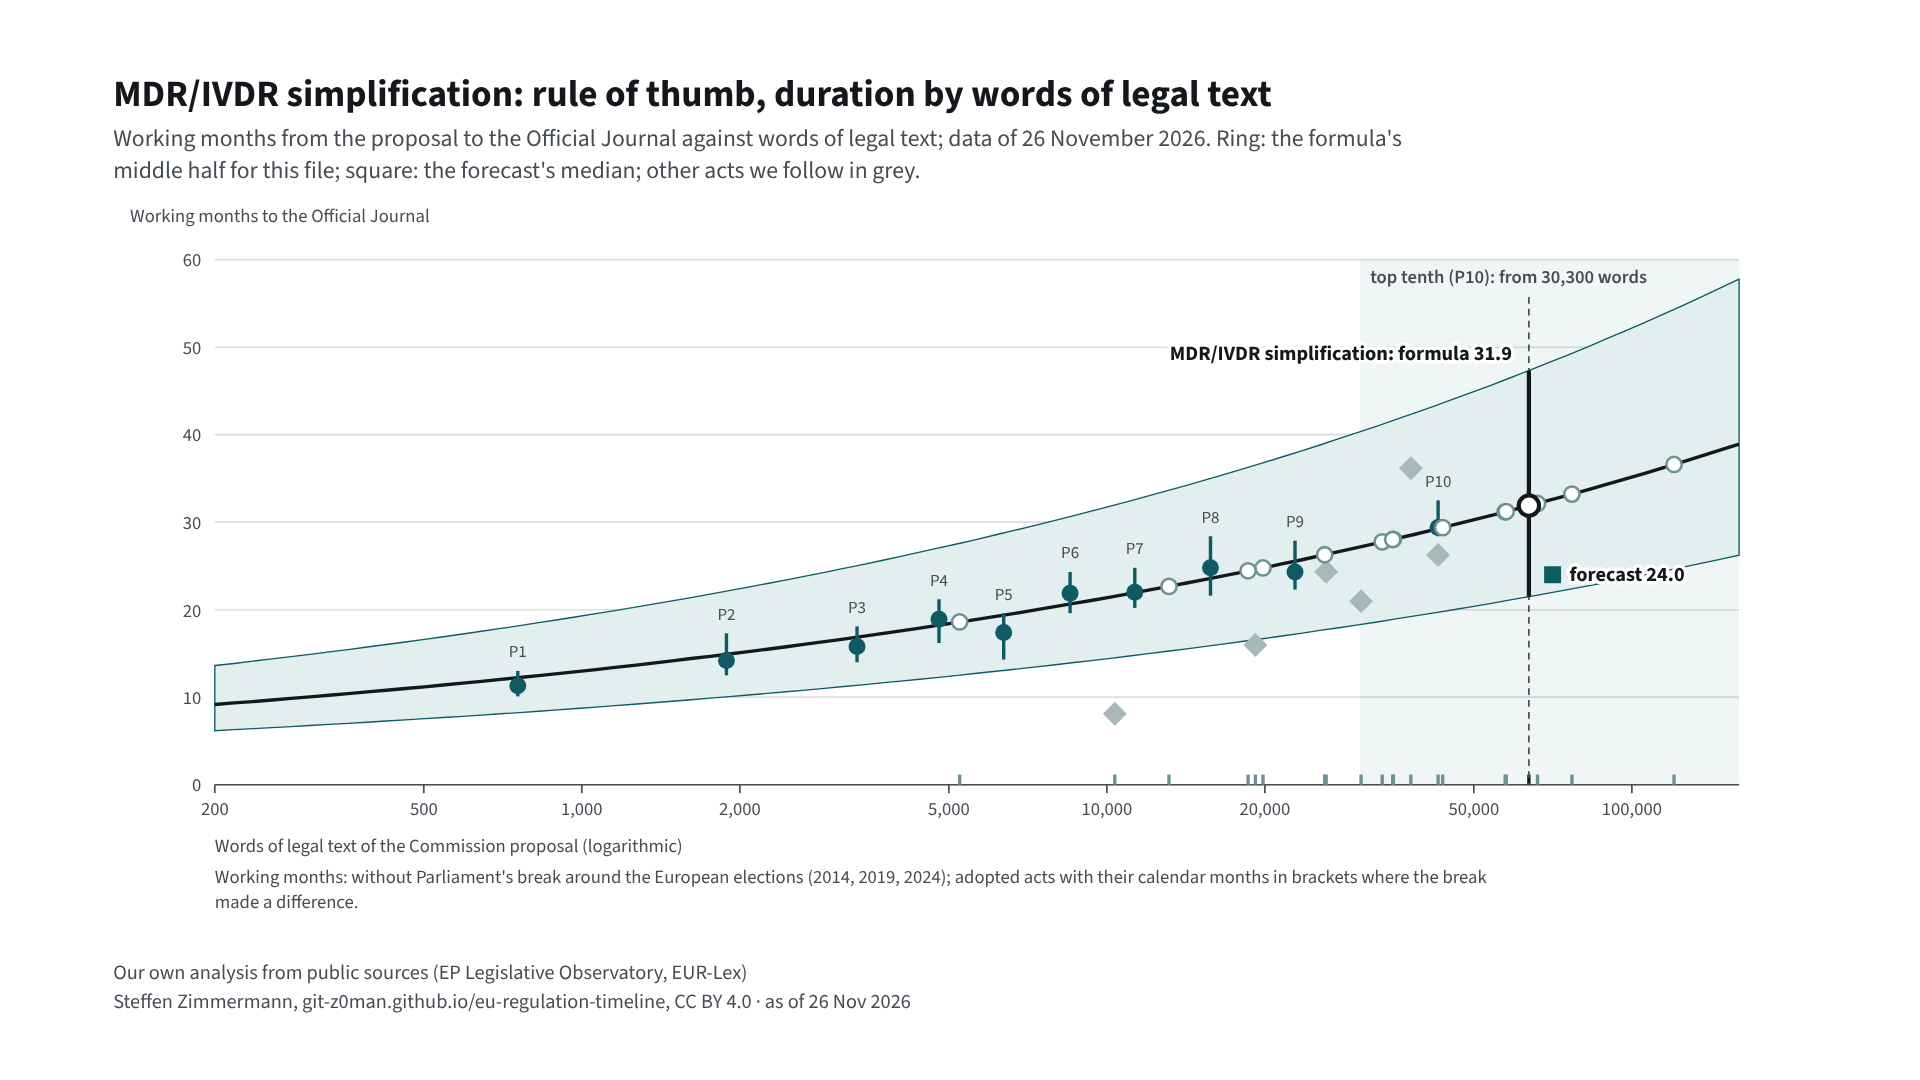 MDR/IVDR simplification: rule of thumb, duration by words of legal text
Working months from the proposal to the Official Journal against words of legal text; data of 26 November 2026. Ring: the formula's
middle half for this file; square: the forecast's median; other acts we follow in grey.
Working months to the Official Journal
60
top tenth (P10): from 30,300 words
50
MDR/IVDR simplification: formula 31.9
40
P10
30
P8
P9
P7
P6
forecast 24.0
P4
P5
20
P3
P2
P1
10
0
200
500
1,000
2,000
5,000
10,000
20,000
50,000
100,000
Words of legal text of the Commission proposal (logarithmic)
Working months: without Parliament's break around the European elections (2014, 2019, 2024); adopted acts with their calendar months in brackets where the break
made a difference.
Our own analysis from public sources (EP Legislative Observatory, EUR-Lex)
Steffen Zimmermann, git-z0man.github.io/eu-regulation-timeline, CC BY 4.0 · as of 26 Nov 2026